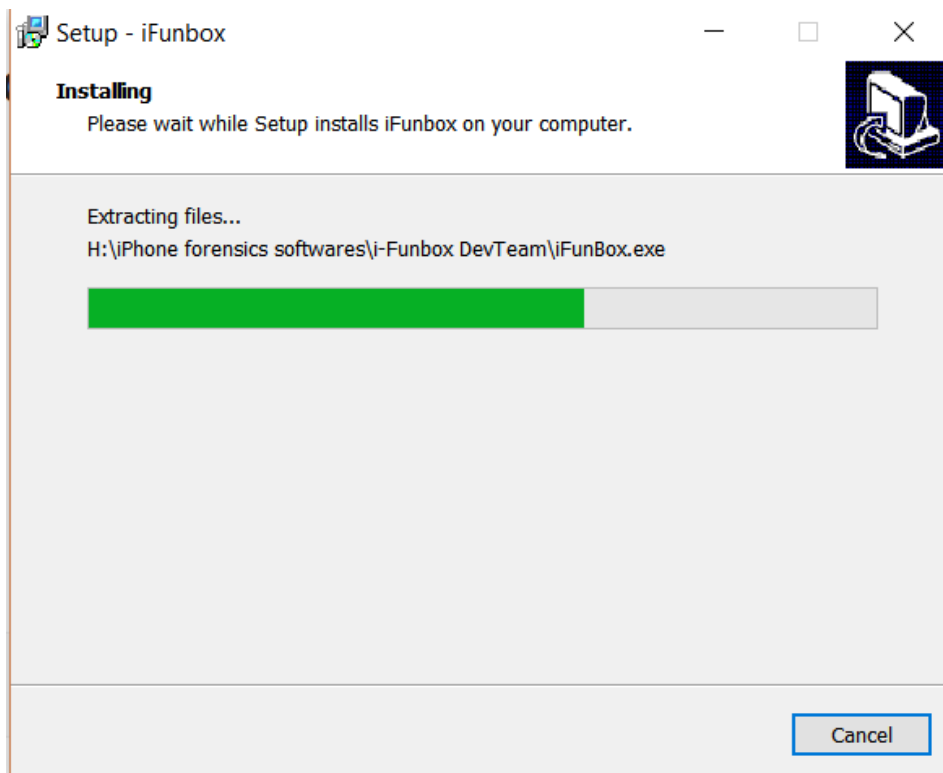 Setup - iFunbox
Installing
Please wait while Setup installs iFunbox on your computer.
Extracting files...
H:\iPhone forensics softwares\i-Funbox DevTeam\iFunBox.exe
Cancel